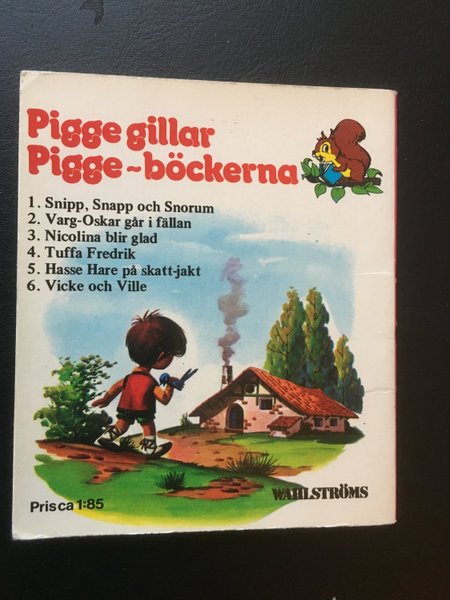 Pigge gillar
Pigge-böckerna
1. Snipp, Snapp och Snorum
2. Varg-Oskar går i fällan
3. Nicolina blir glad
4. Tuffa Fredrik
5. Hasse Hare på skatt-jakt
6. Vicke och Ville
WAHLSTRÖMS
Pris ca 1:85